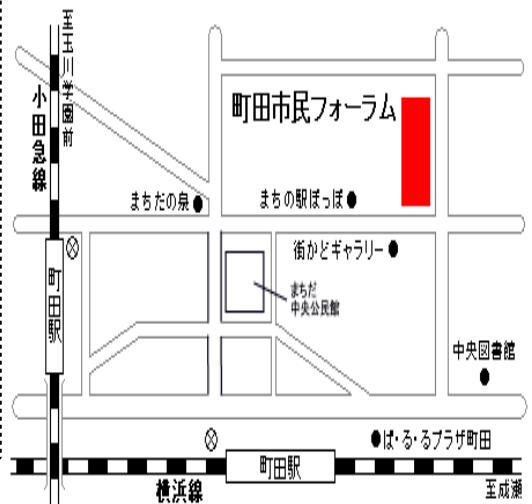 至玉川学園前
小田急線
町田市民フォーラム
まちだの泉
まちの駅ぽっぽ
街かどギャラリー
町田駅
まちだ
中央公民館
中央図書館
ぱ・る・るプラザ町田
町田駅
横浜線
至成瀬